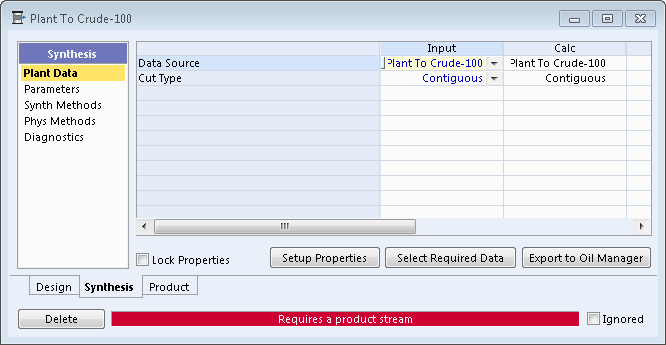 Plant To Crude-100
Synthesis
Plant Data
Parameters
Synth Methods
Phys Methods
Diagnostics
Input Calc
Data Source Plant To Crude-100 Plant To Crude-100
Cut Type Contiguous Contiguous
Lock Properties Setup Properties Select Required Data Export to Oil Manager
Design Synthesis Product
Delete Requires a product stream Ignored